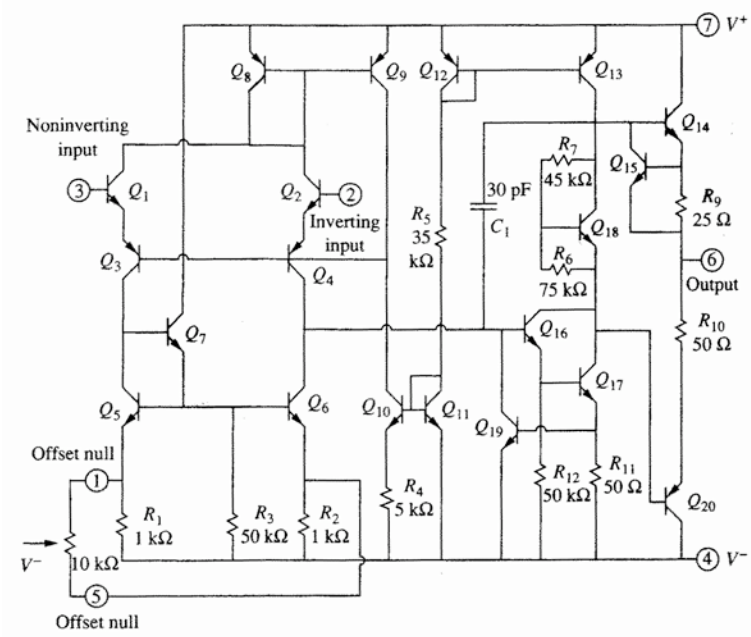 7 V+
Q8
Q9
Q12
Q13
Q14
Noninverting
input
3
Q1
Q2
2
Inverting
input
R5
35
kΩ
30 pF
C1
R7
45 kΩ
Q15
R9
25 Ω
Q18
6
Output
Q3
Q4
R6
75 kΩ
Q7
Q16
R10
50 Ω
Q5
Q6
Q10
Q11
Q17
Q19
Offset null
1
R1
1 kΩ
R3
50 kΩ
R2
1 kΩ
R4
5 kΩ
R12
50 kΩ
R11
50 Ω
Q20
V−
10 kΩ
4 V−
5
Offset null